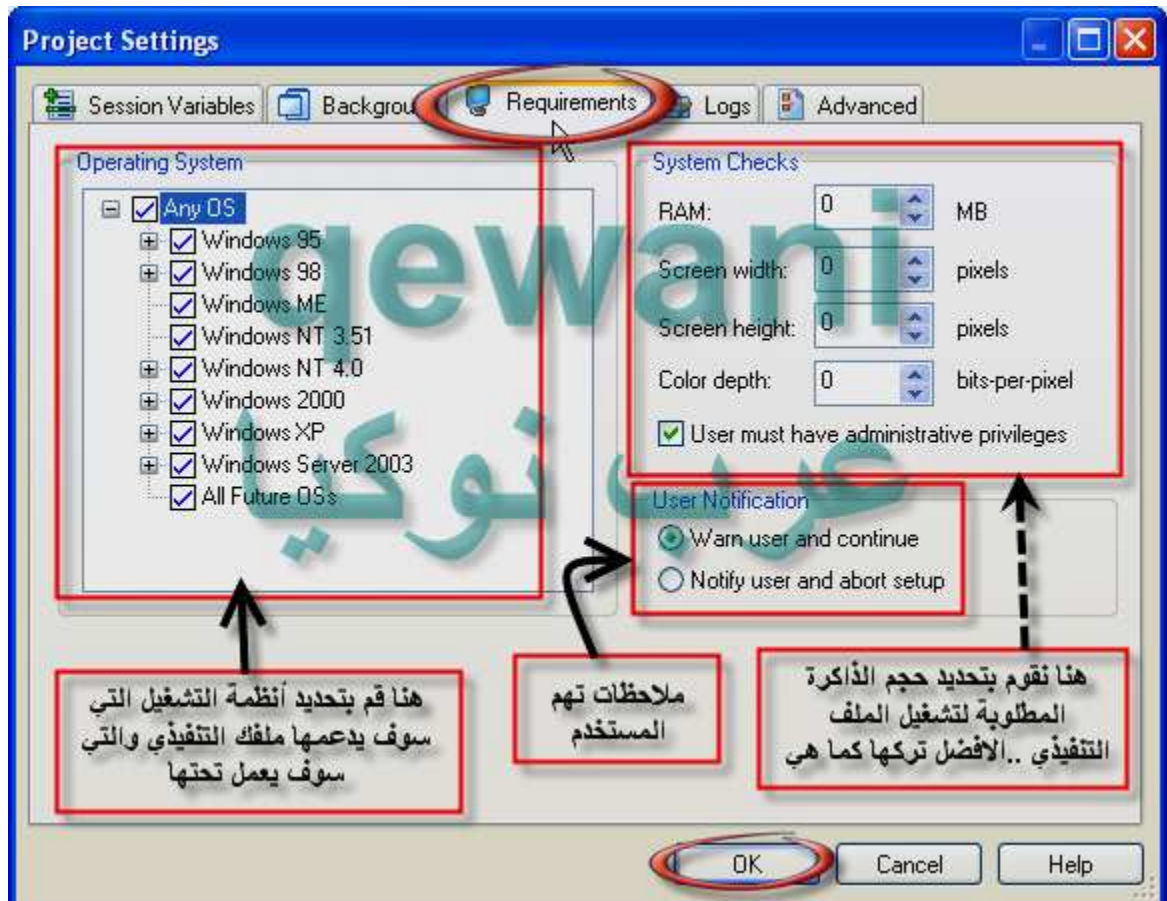 Project Settings
Session Variables
Backgrou
Requirements
Logs
Advanced
Operating System
Any OS
Windows 95
Windows 98
Windows ME
Windows NT 3.51
Windows NT 4.0
Windows 2000
Windows XP
Windows Server 2003
All Future OSs
System Checks
RAM: 0 MB
Screen width: 0 pixels
Screen height: 0 pixels
Color depth: 0 bits-per-pixel
User must have administrative privileges
User Notification
Warn user and continue
Notify user and abort setup
qewani
عرب نوكيا
هنا نقوم بتحديد حجم الذاكرة
المطلوبة لتشغيل الملف
التنفيذي ..الافضل تركها كما هي
ملاحظات تهم
المستخدم
هنا قم بتحديد أنظمة التشغيل التي
سوف يدعمها ملفك التنفيذي والتي
سوف يعمل تحتها
OK
Cancel
Help